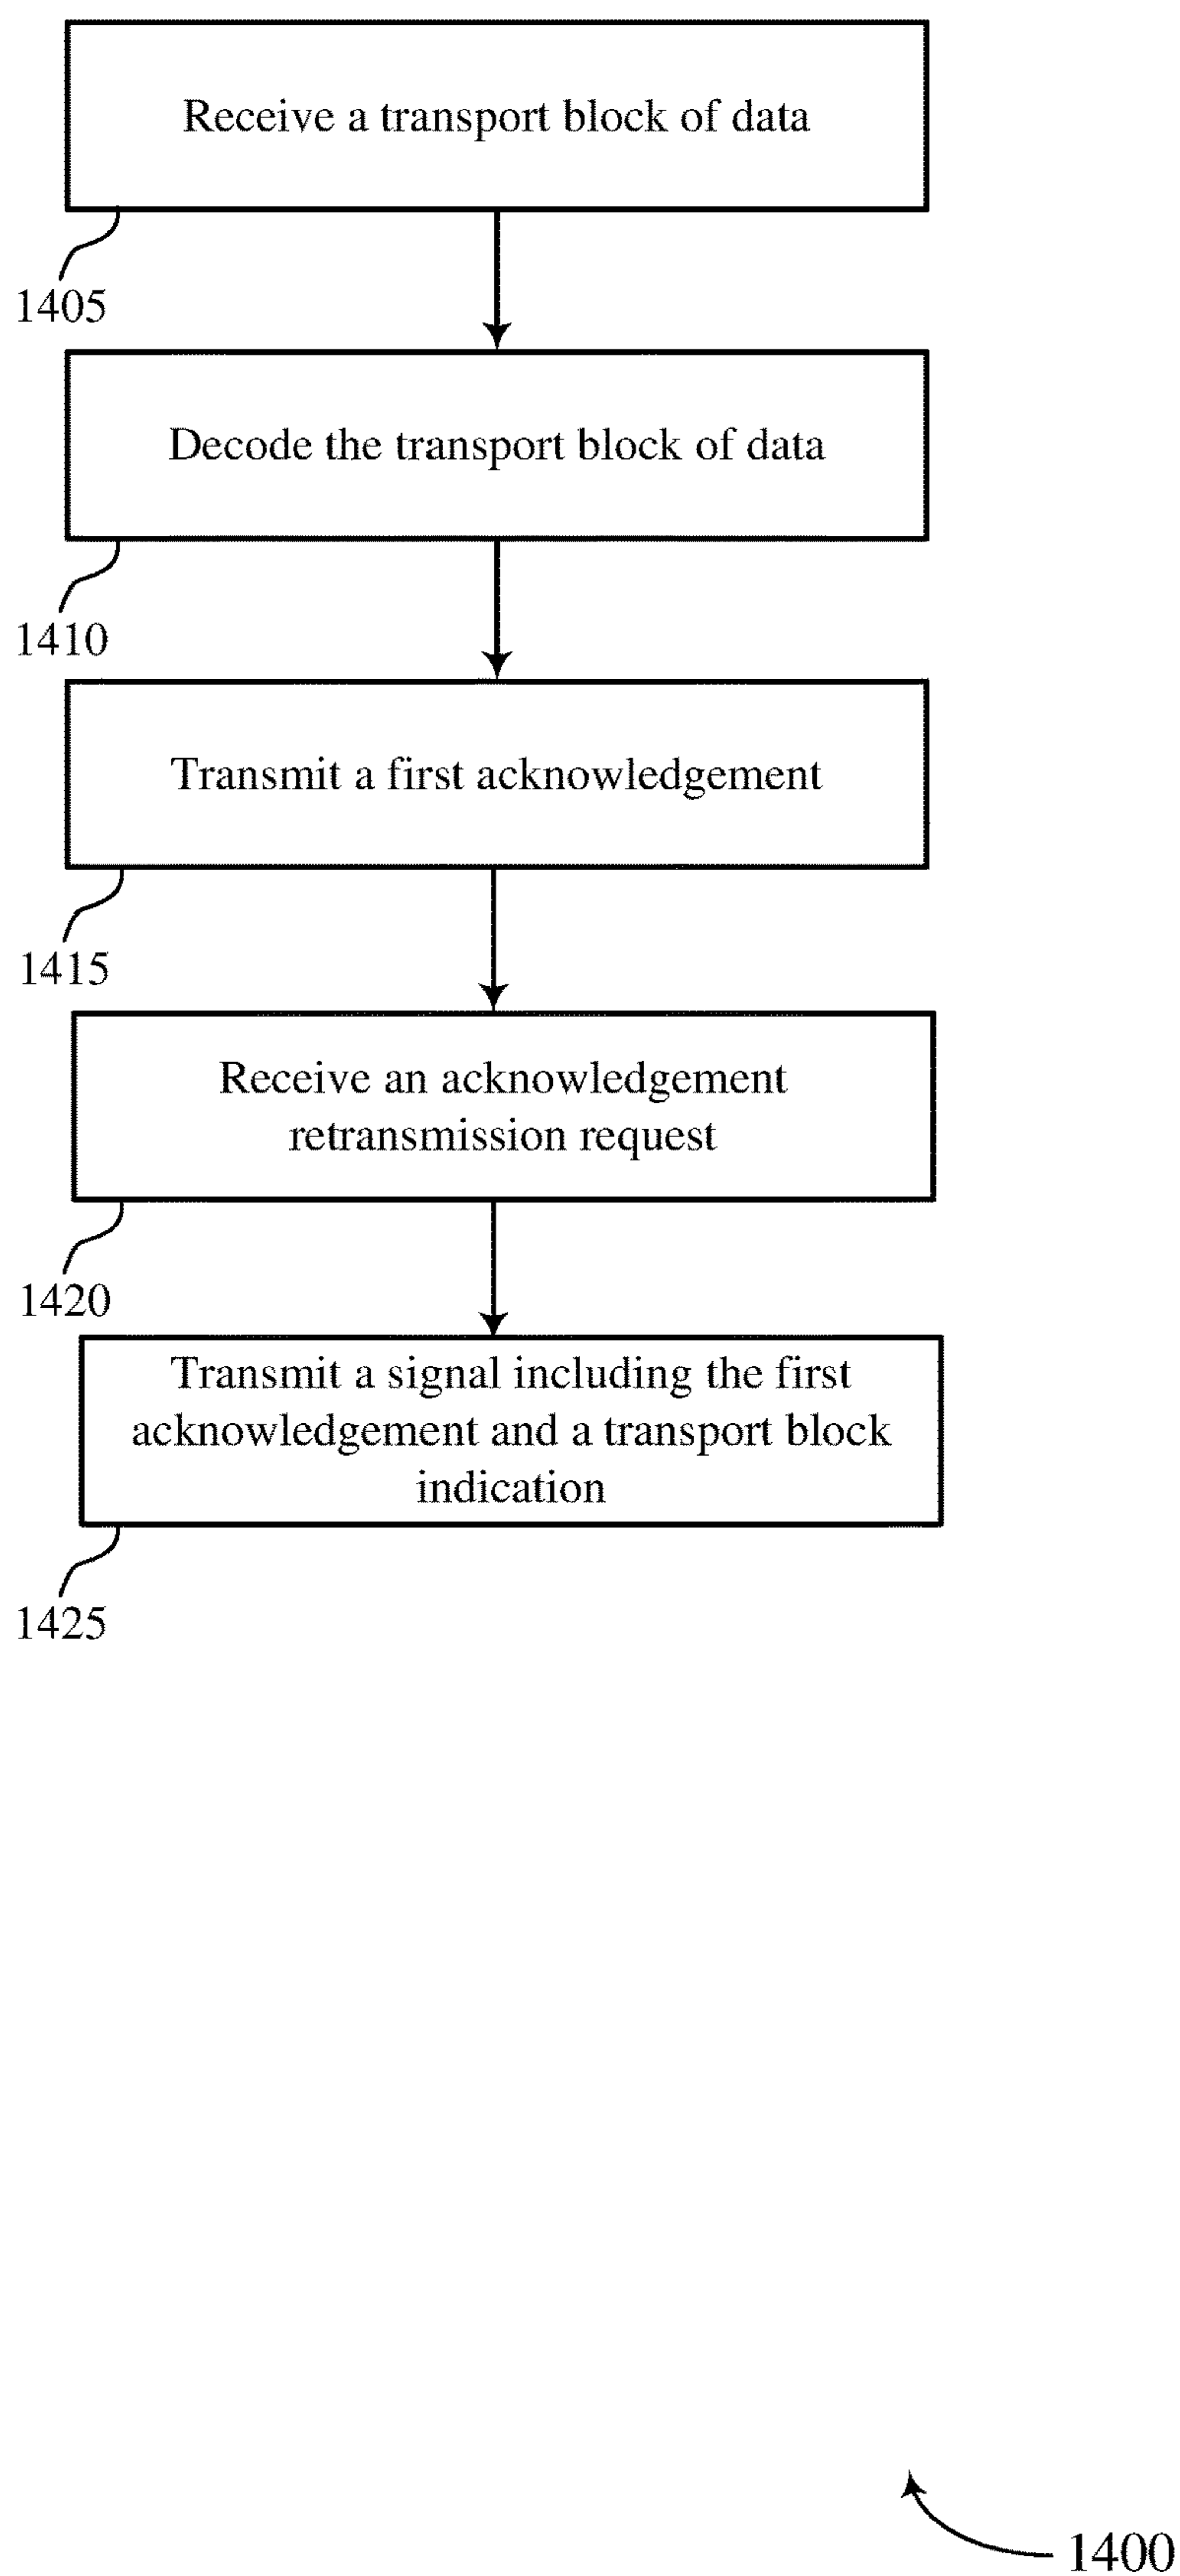 Receive a transport block of data
1405
Decode the transport block of data
1410
Transmit a first acknowledgement
1415
Receive an acknowledgement
retransmission request
1420
Transmit a signal including the first
acknowledgement and a transport block
indication
1425
1400